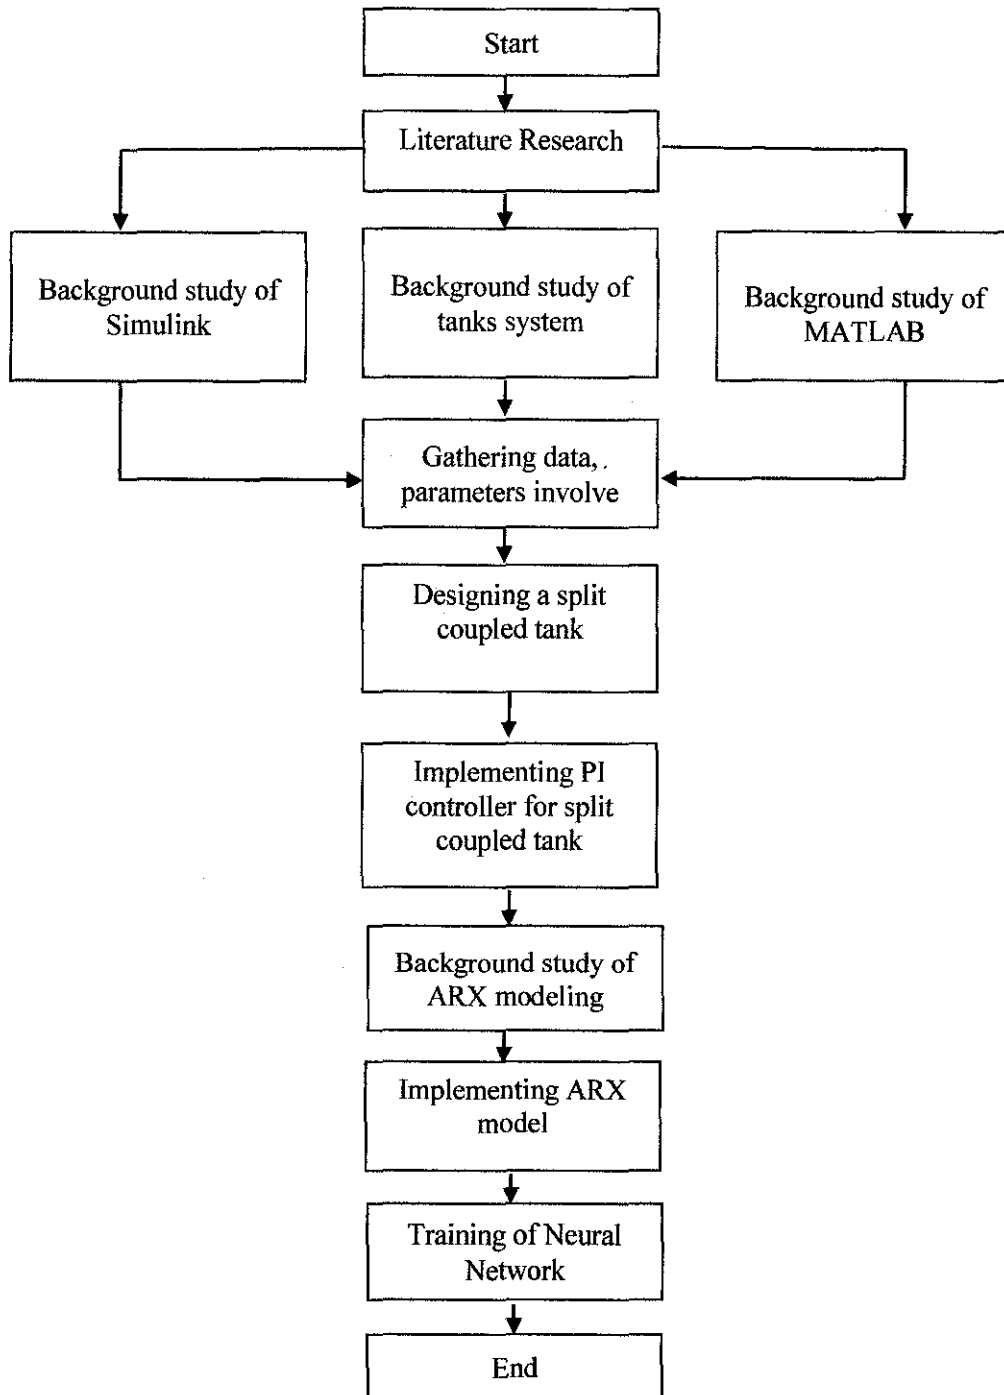 Start
Literature Research
Background study of
Simulink
Background study of
tanks system
Background study of
MATLAB
Gathering data,
parameters involve
Designing a split
coupled tank
Implementing PI
controller for split
coupled tank
Background study of
ARX modeling
Implementing ARX
model
Training of Neural
Network
End